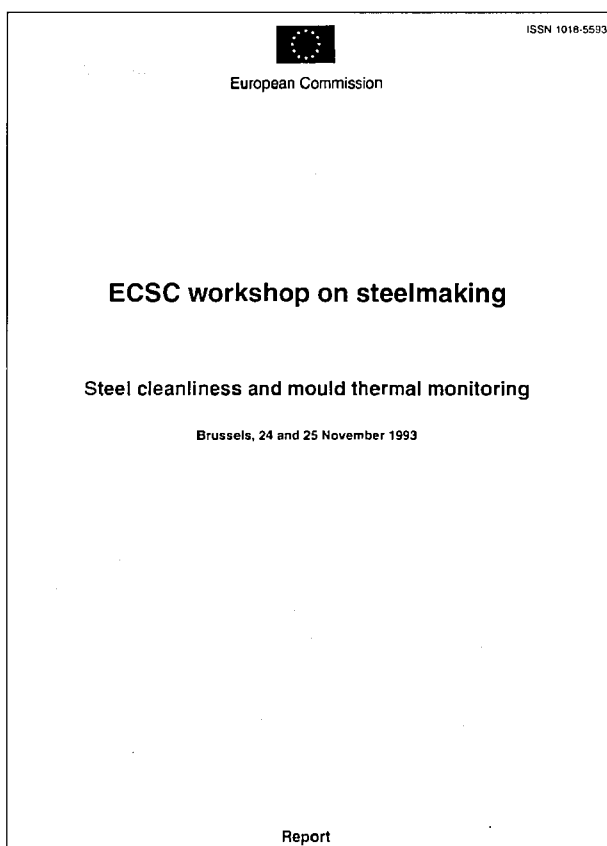 ISSN 1018-5593
European Commission
ECSC workshop on steelmaking
Steel cleanliness and mould thermal monitoring
Brussels, 24 and 25 November 1993
Report